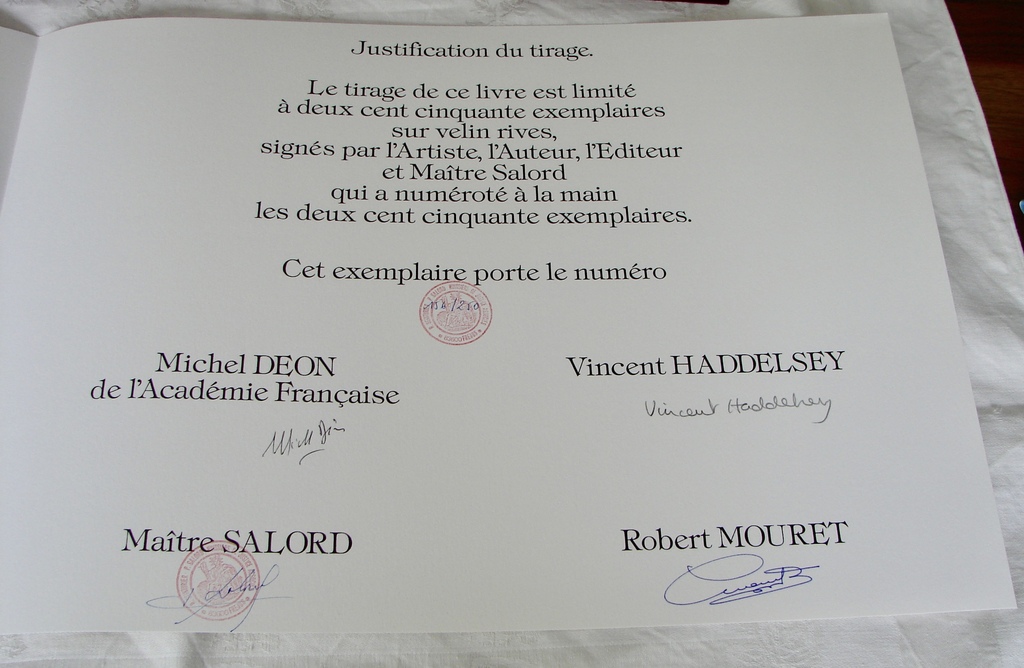 Justification du tirage.
Le tirage de ce livre est limité
à deux cent cinquante exemplaires
sur velin rives,
signés par l'Artiste, l'Auteur, l'Editeur
et Maître Salord
qui a numéroté à la main
les deux cent cinquante exemplaires.
Cet exemplaire porte le numéro
/250
Michel DEON
de l'Académie Française
Vincent HADDELSEY
Vincent Haddelsey
Maître SALORD
Robert MOURET